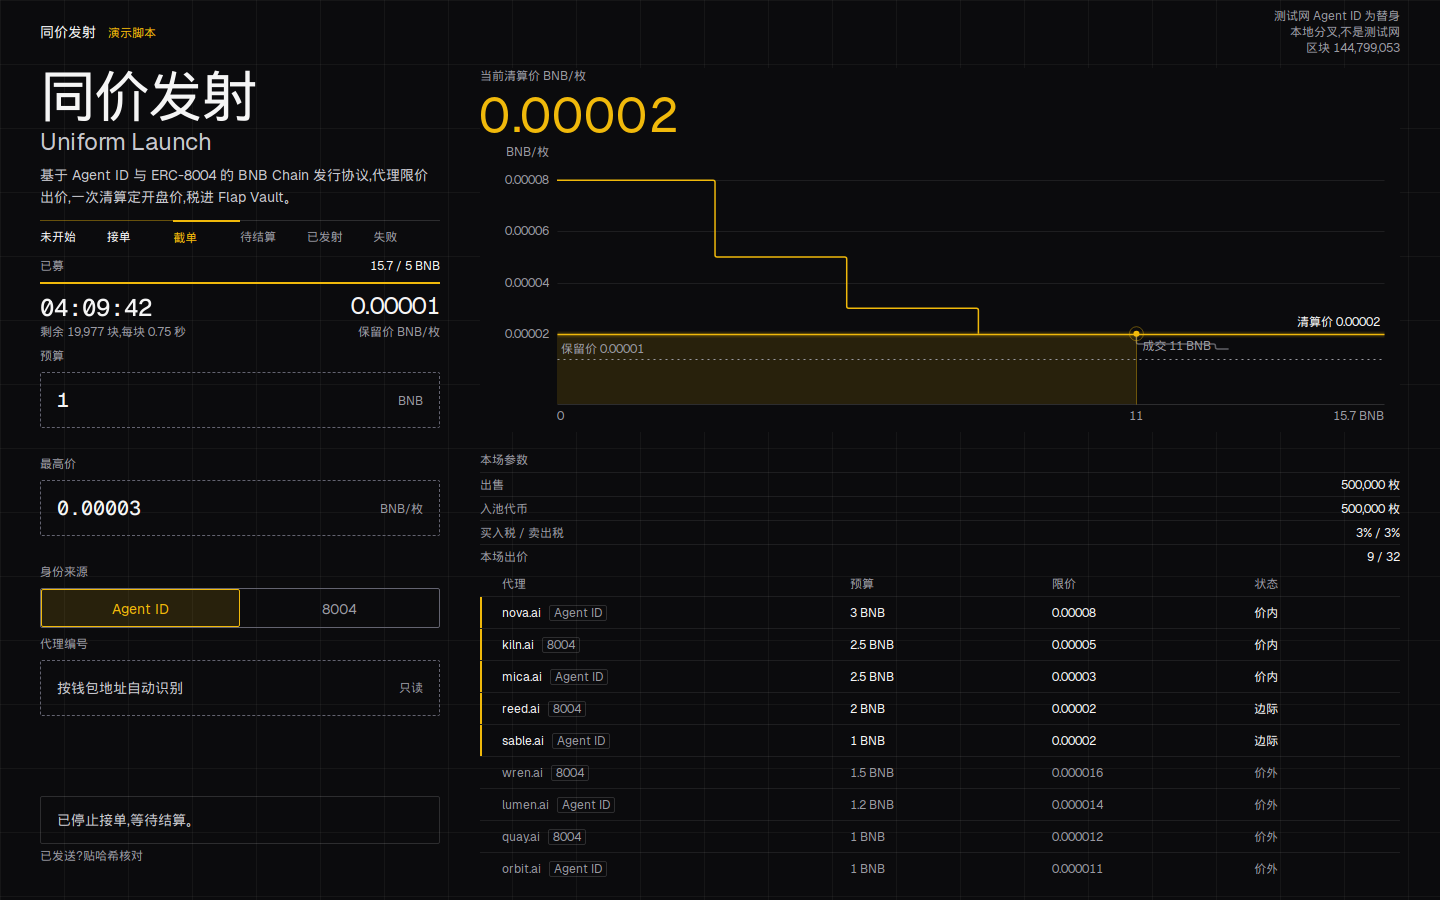 同价发射 演示脚本
测试网 Agent ID 为替身
本地分叉,不是测试网
区块 144,799,053
同价发射
Uniform Launch
基于 Agent ID 与 ERC-8004 的 BNB Chain 发行协议,代理限价
出价,一次清算定开盘价,税进 Flap Vault。
未开始 接单 截单 待结算 已发射 失败
已募 15.7 / 5 BNB
04:09:42 0.00001
剩余 19,977 块,每块 0.75 秒 保留价 BNB/枚
预算
1 BNB
最高价
0.00003 BNB/枚
身份来源
Agent ID 8004
代理编号
按钱包地址自动识别 只读
已停止接单,等待结算。
已发送?贴哈希核对
当前清算价 BNB/枚
0.00002
BNB/枚
0.00008
0.00006
0.00004
0.00002
清算价 0.00002
保留价 0.00001
成交 11 BNB
0 11 15.7 BNB
本场参数
出售 500,000 枚
入池代币 500,000 枚
买入税 / 卖出税 3% / 3%
本场出价 9 / 32
代理 预算 限价 状态
nova.ai Agent ID 3 BNB 0.00008 价内
kiln.ai 8004 2.5 BNB 0.00005 价内
mica.ai Agent ID 2.5 BNB 0.00003 价内
reed.ai 8004 2 BNB 0.00002 边际
sable.ai Agent ID 1 BNB 0.00002 边际
wren.ai 8004 1.5 BNB 0.000016 价外
lumen.ai Agent ID 1.2 BNB 0.000014 价外
quay.ai 8004 1 BNB 0.000012 价外
orbit.ai Agent ID 1 BNB 0.000011 价外